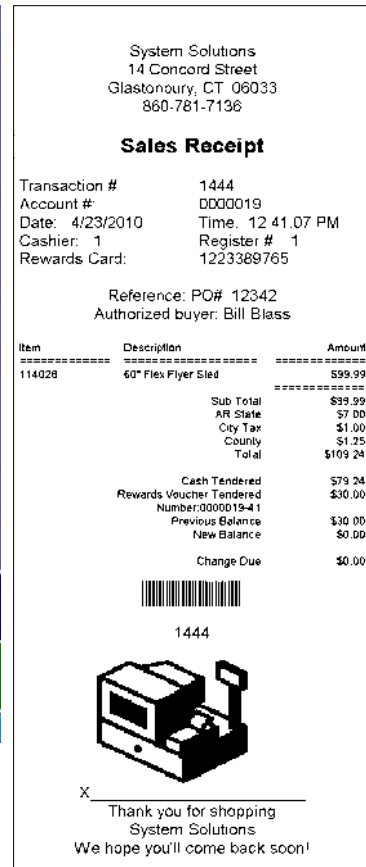 System Solutions
14 Concord Street
Glastonbury, CT 06033
860-781-7136
Sales Receipt
Transaction # 1444
Account #: 0000019
Date: 4/23/2010 Time: 12:41:07 PM
Cashier: 1 Register # 1
Rewards Card: 1223389765
Reference: PO# 12342
Authorized buyer: Bill Blass
Item Description Amount
============= =================== =============
114026 60" Flex Flyer Sled $99.99
=============
Sub Total $99.99
AR State $7.00
City Tax $1.00
County $1.25
Total $109.24
Cash Tendered $79.24
Rewards Voucher Tendered $30.00
Number:0000019-41
Previous Balance $30.00
New Balance $0.00
Change Due $0.00
1444
X
Thank you for shopping
System Solutions
We hope you'll come back soon!